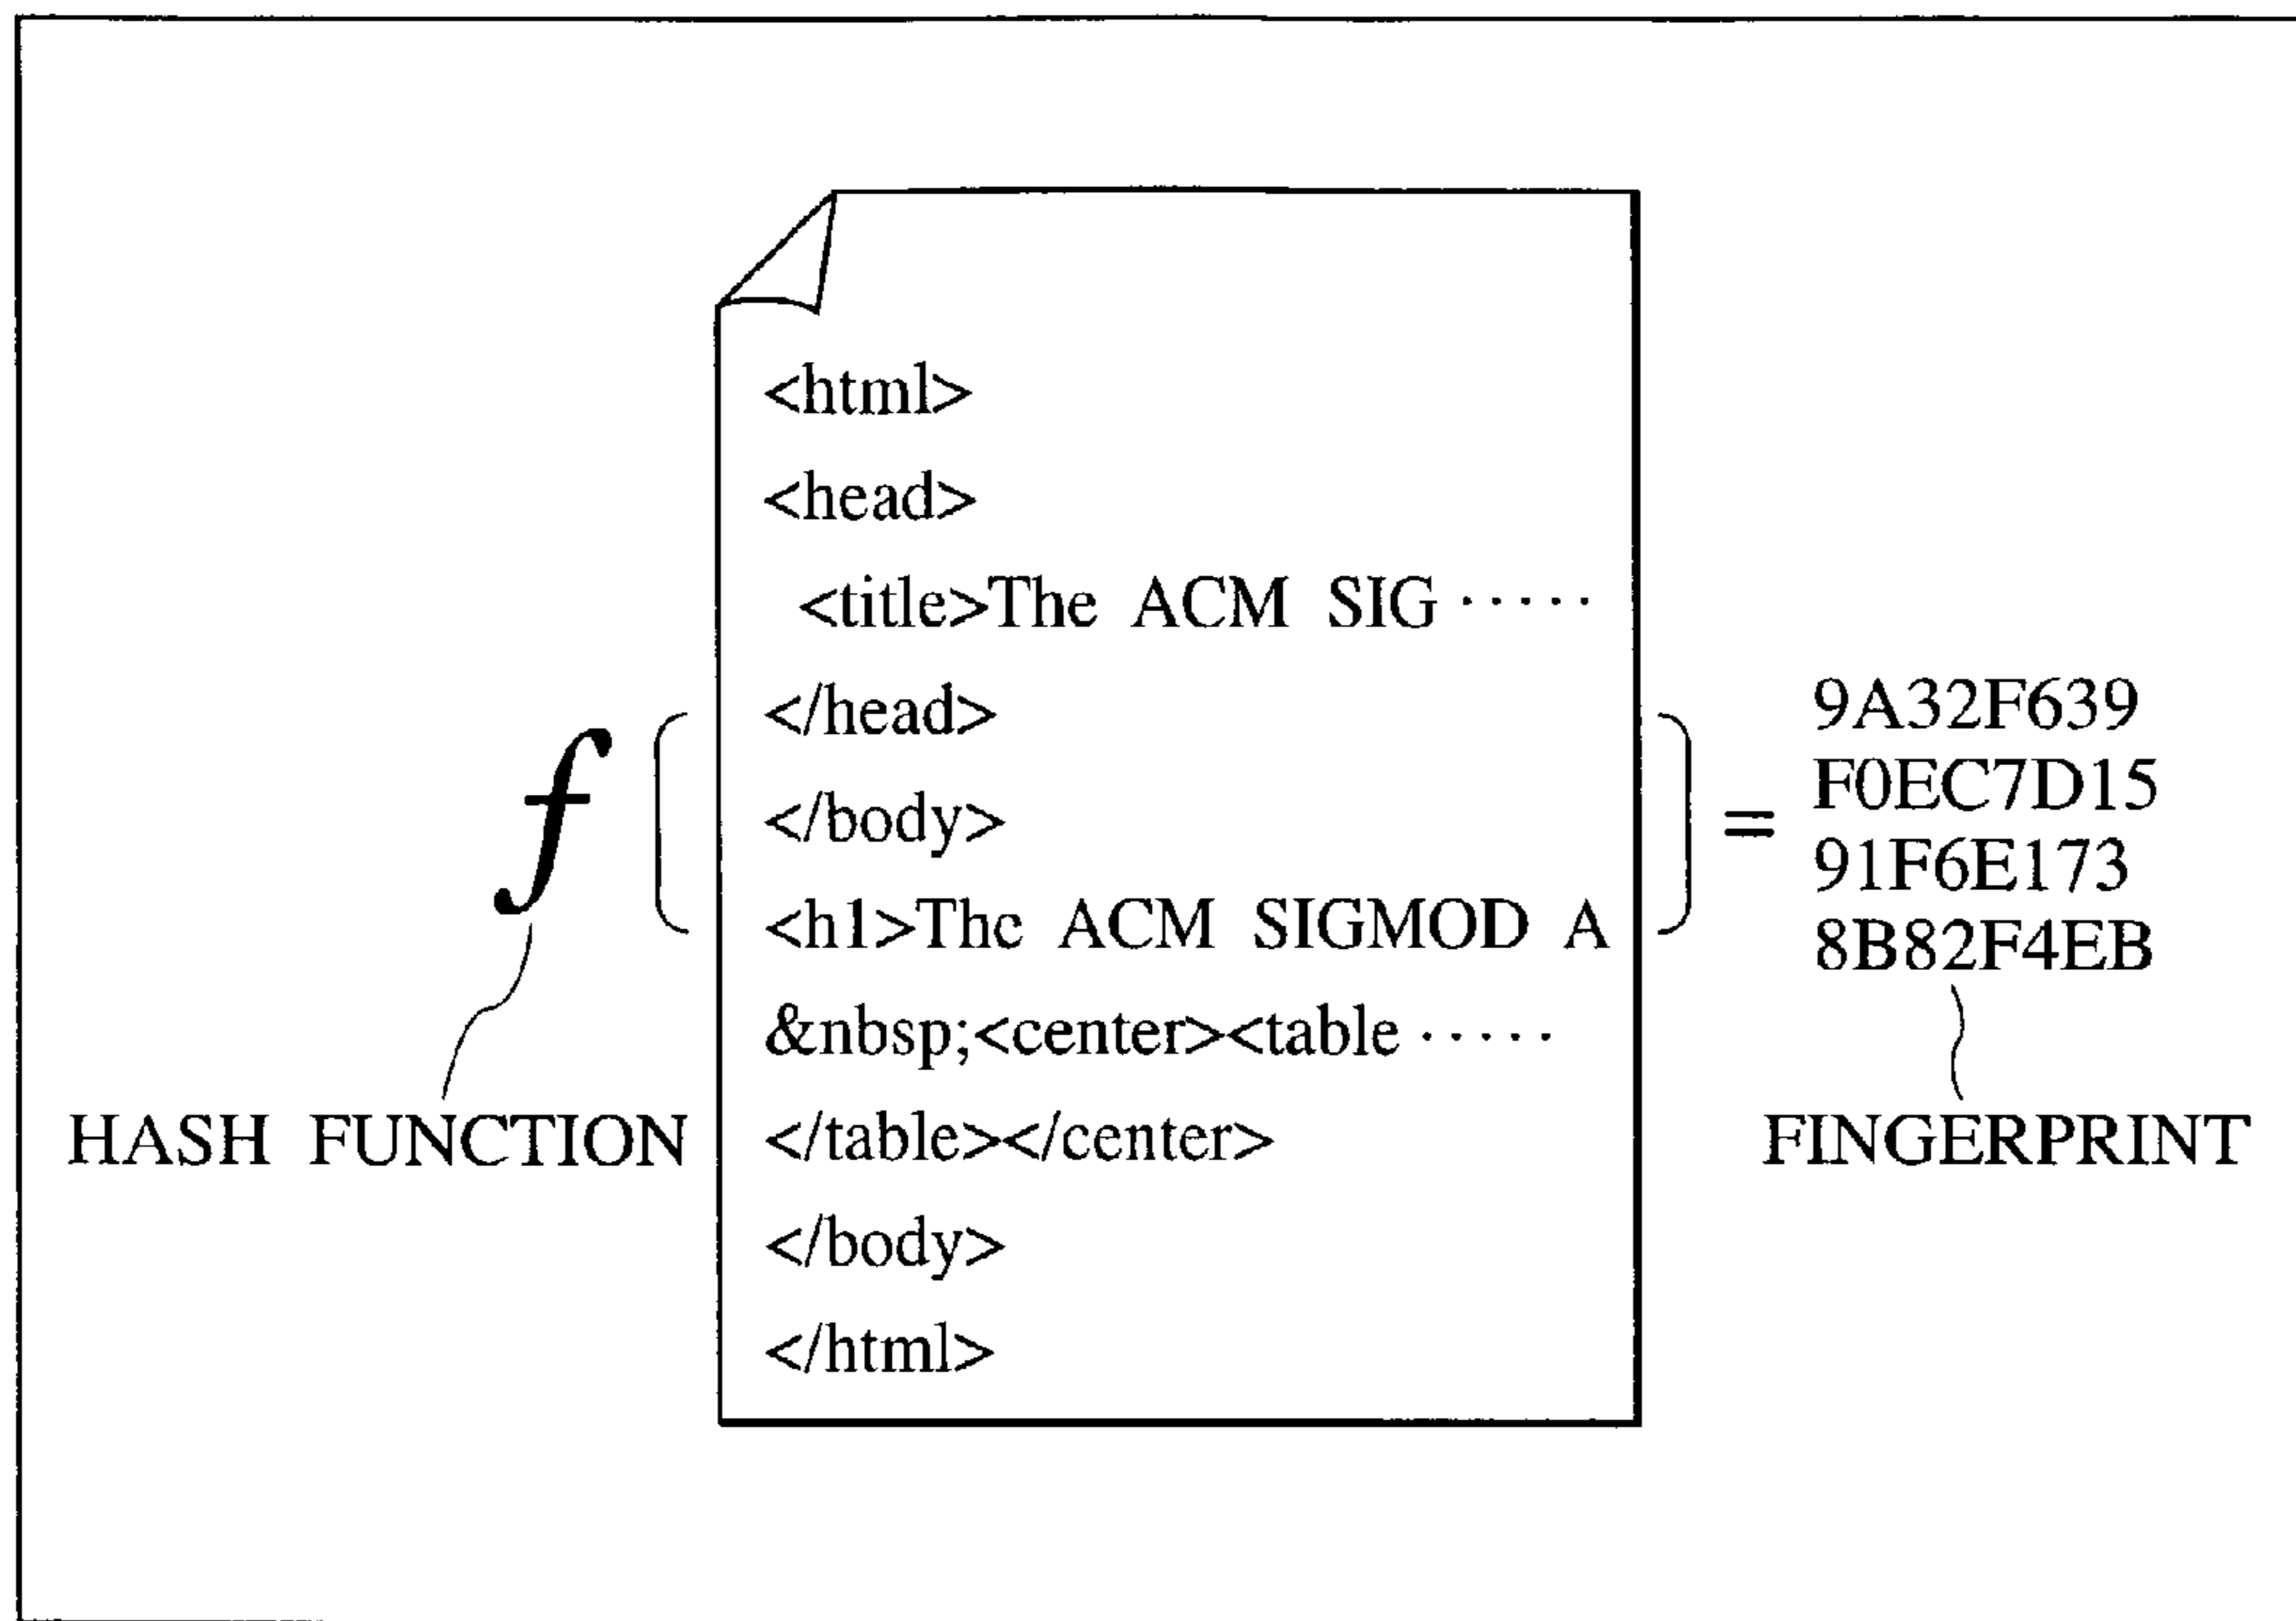 <html>
<head>
<title>The ACM SIG ·····
</head>
</body>
<h1>The ACM SIGMOD A
&nbsp;<center><table ·····
</table></center>
</body>
</html>
f
HASH FUNCTION
=
9A32F639
F0EC7D15
91F6E173
8B82F4EB
FINGERPRINT